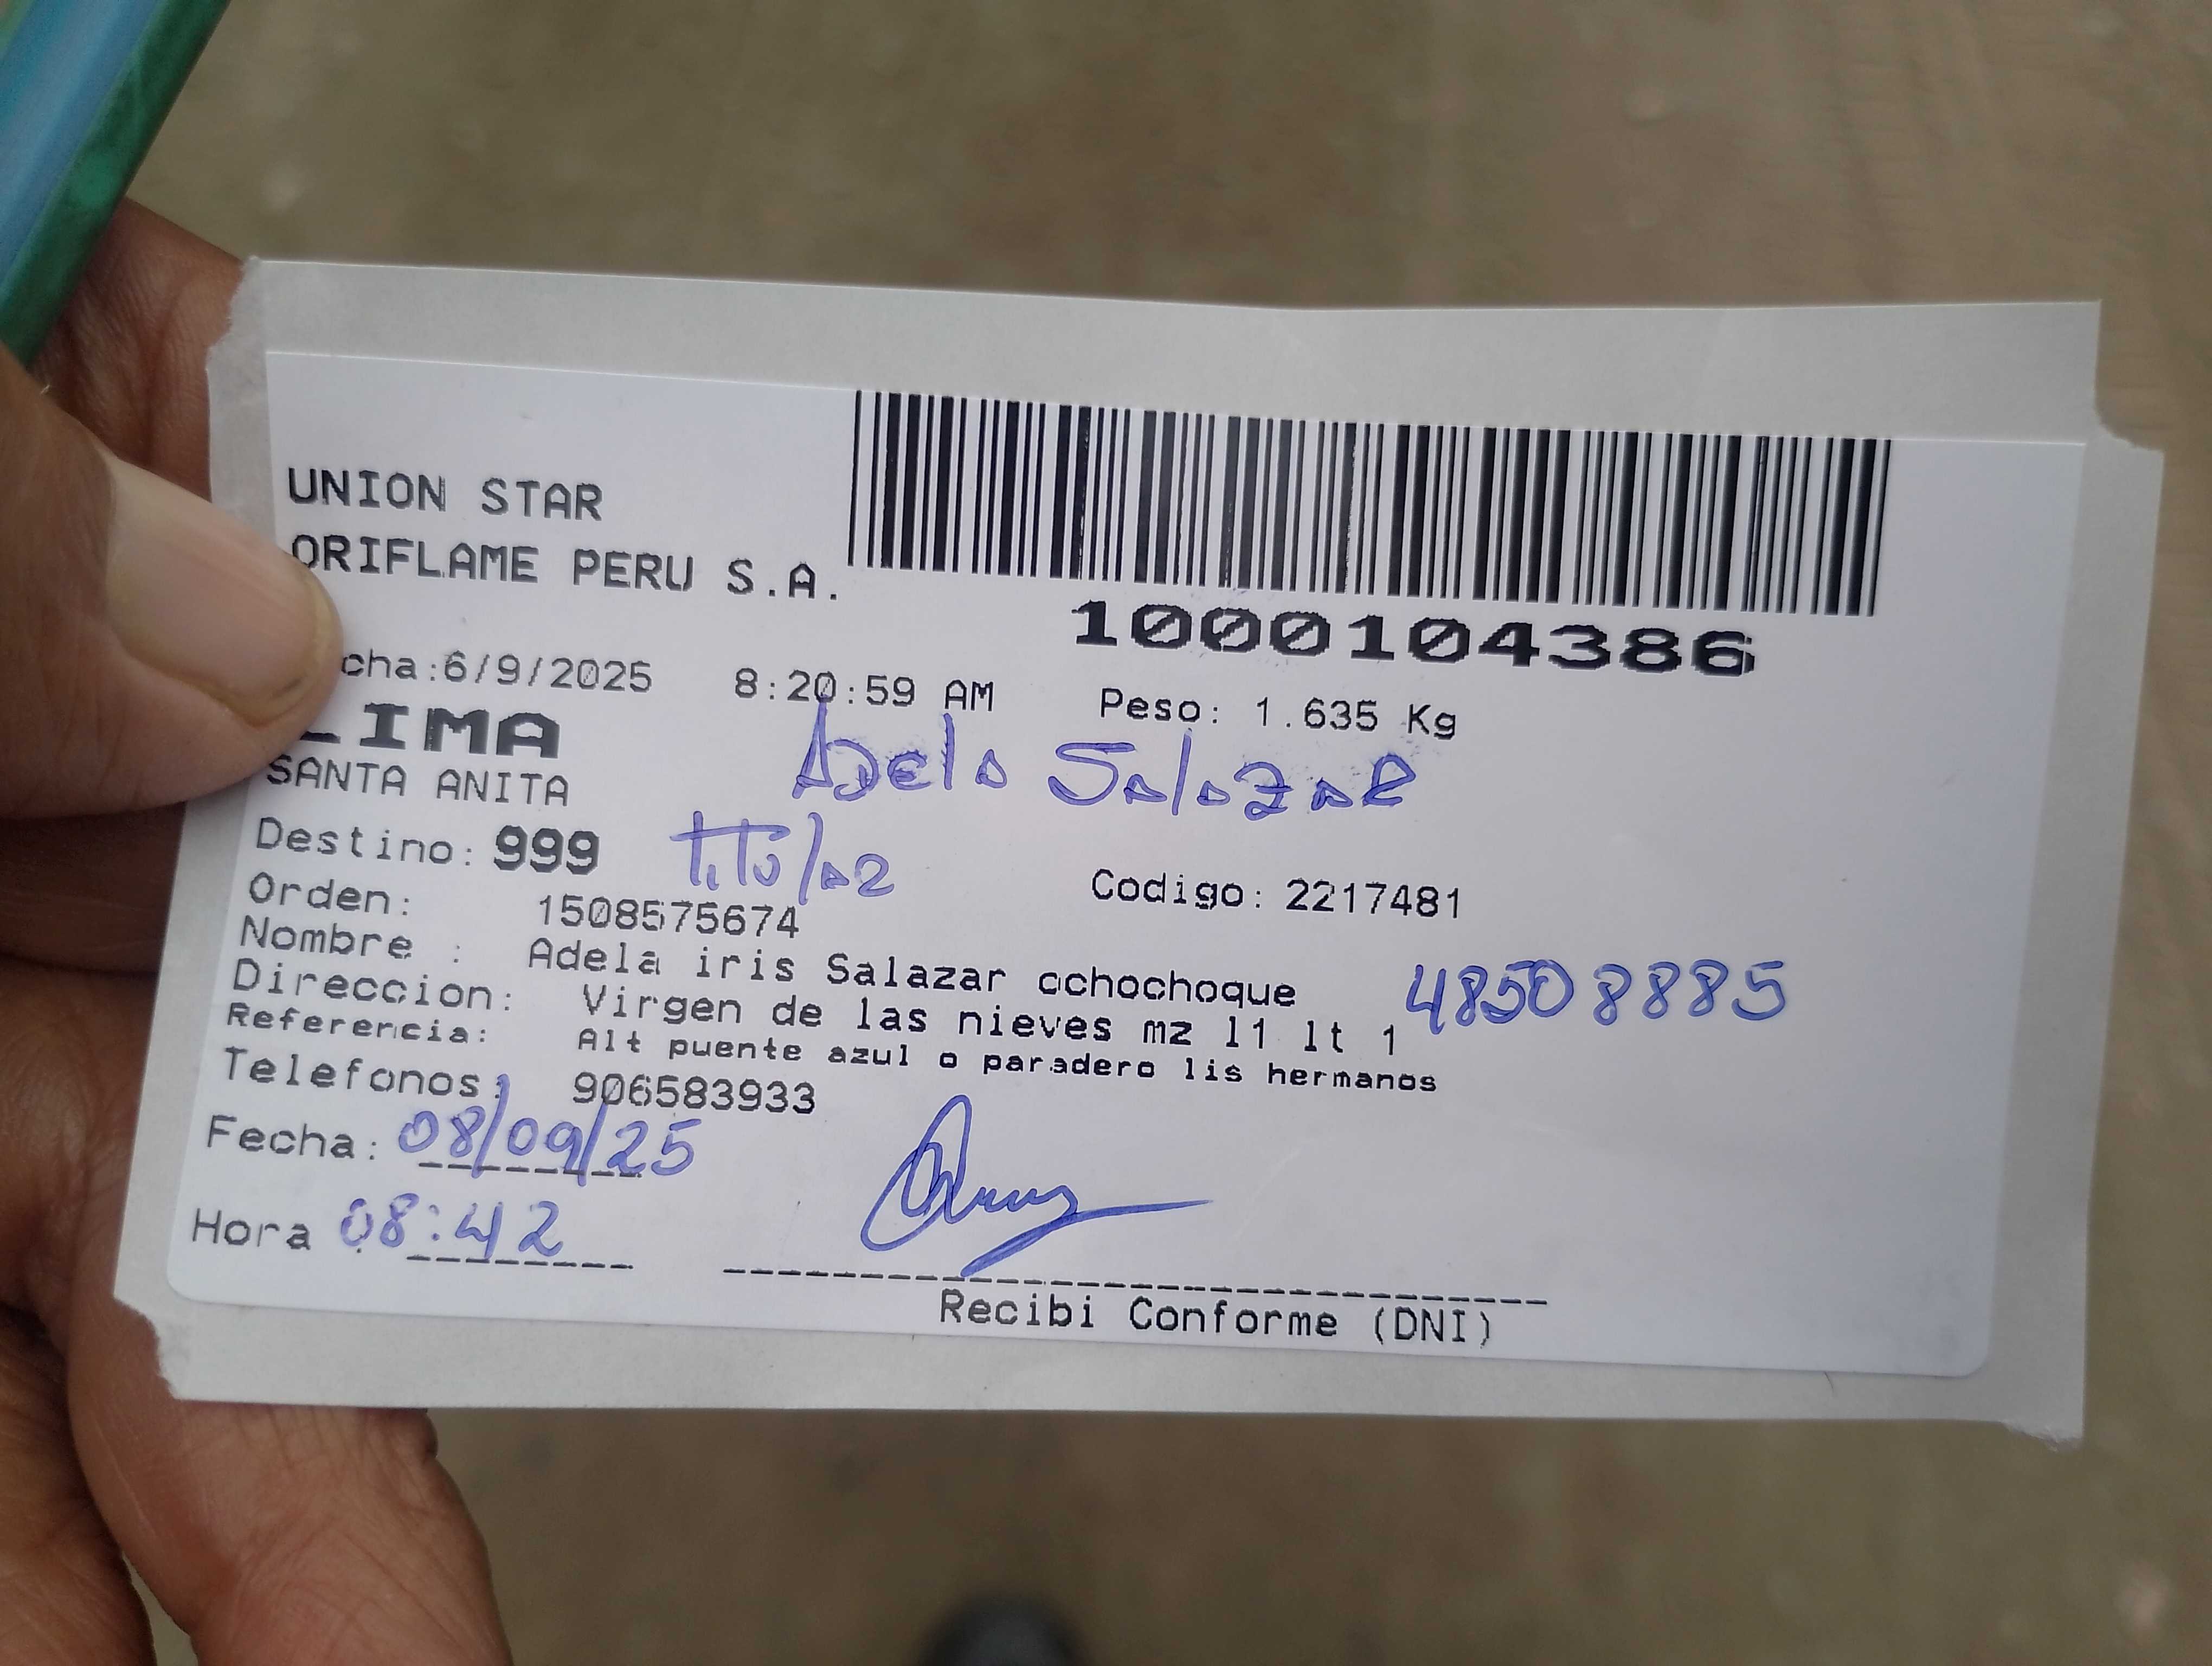 UNION STAR
ORIFLAME PERU S.A.
1000104386
cha:6/9/2025 8:20:59 AM Peso: 1.635 Kg
LIMA
SANTA ANITA
Adela Salazar
Destino: 999 titular
Codigo: 2217481
Orden: 1508575674
Nombre : Adela iris Salazar cchochoque
48508885
Direccion: Virgen de las nieves mz l1 lt 1
Referencia: Alt puente azul o paradero lis hermanos
Telefonos: 906583933
Fecha: 08/09/25
Hora 08:42
Recibi Conforme (DNI)